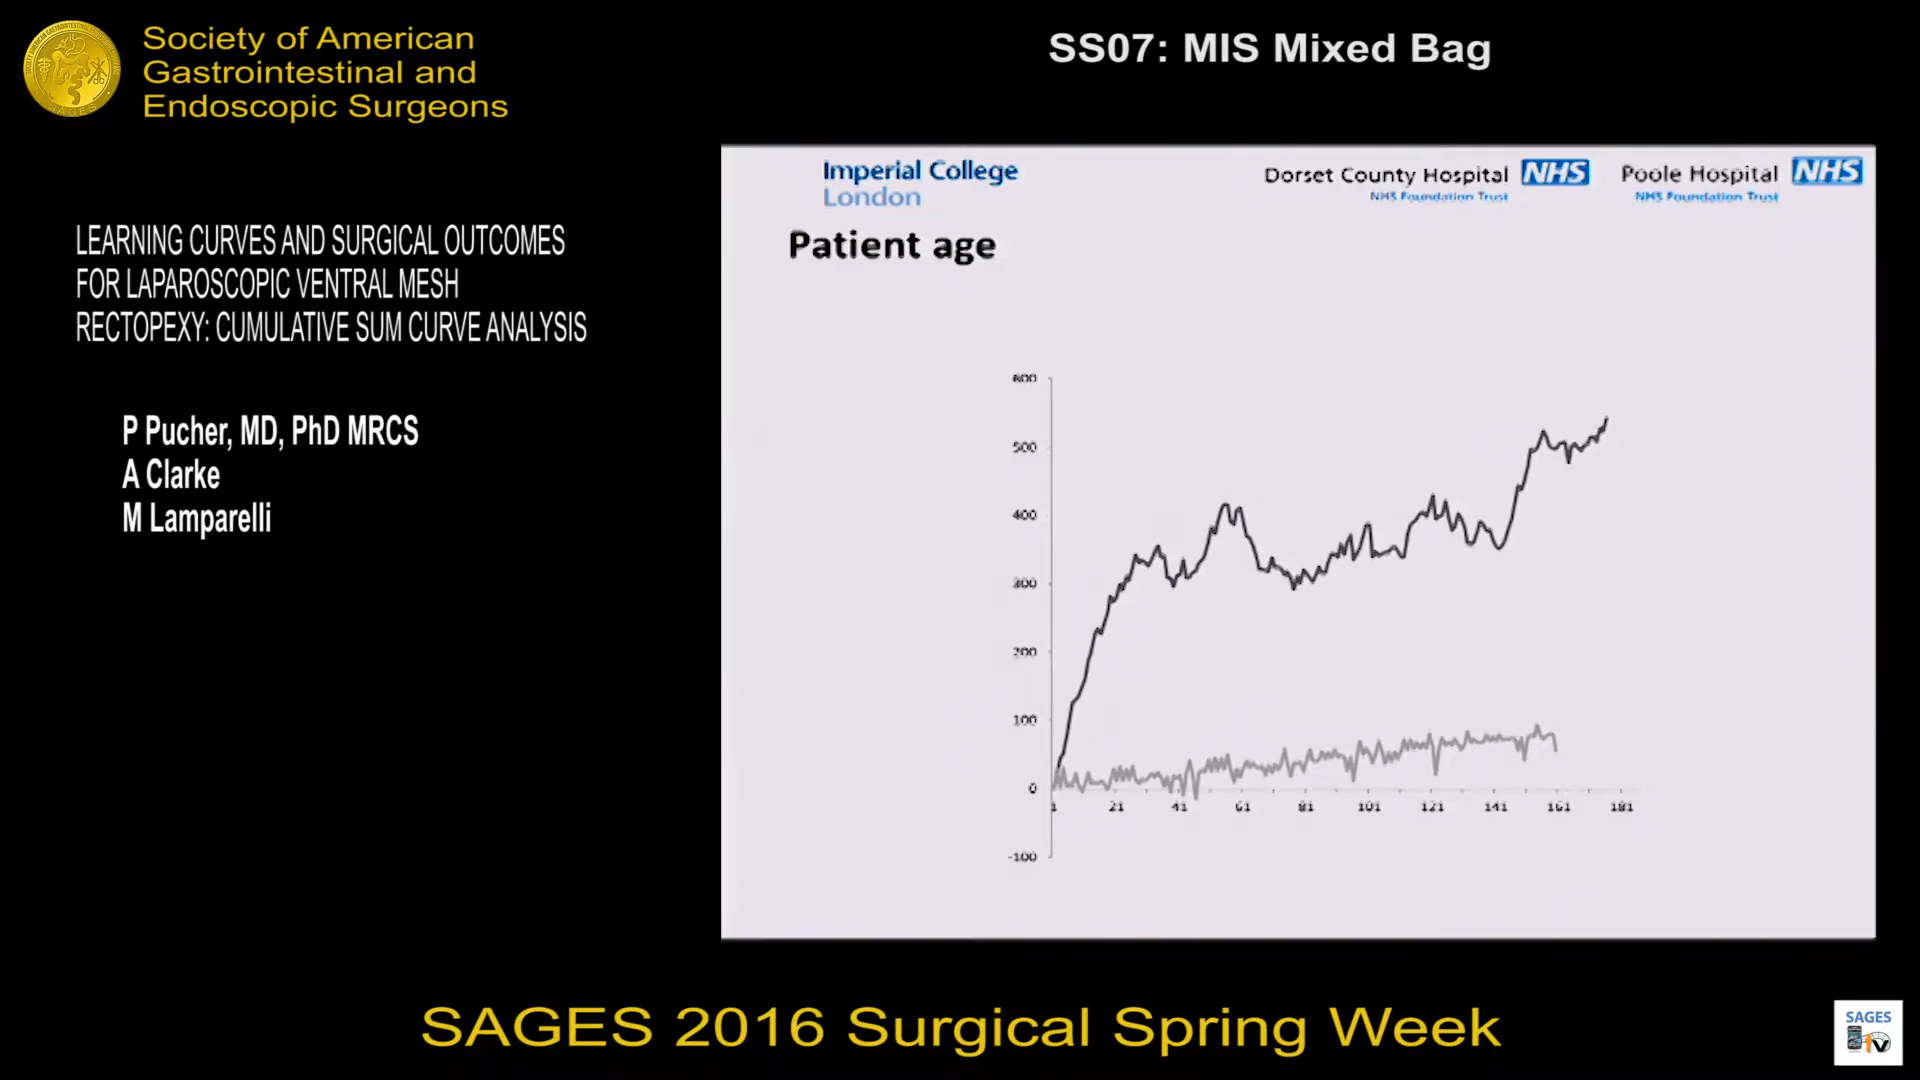 Society of American
Gastrointestinal and
Endoscopic Surgeons
SS07: MIS Mixed Bag
LEARNING CURVES AND SURGICAL OUTCOMES
FOR LAPAROSCOPIC VENTRAL MESH
RECTOPEXY: CUMULATIVE SUM CURVE ANALYSIS
P Pucher, MD, PhD MRCS
A Clarke
M Lamparelli
Imperial College
London
Dorset County Hospital NHS
NHS Foundation Trust
Poole Hospital NHS
NHS Foundation Trust
Patient age
600
500
400
300
200
100
0
-100
1 21 41 61 81 101 121 141 161 181
SAGES 2016 Surgical Spring Week
SAGES
TV